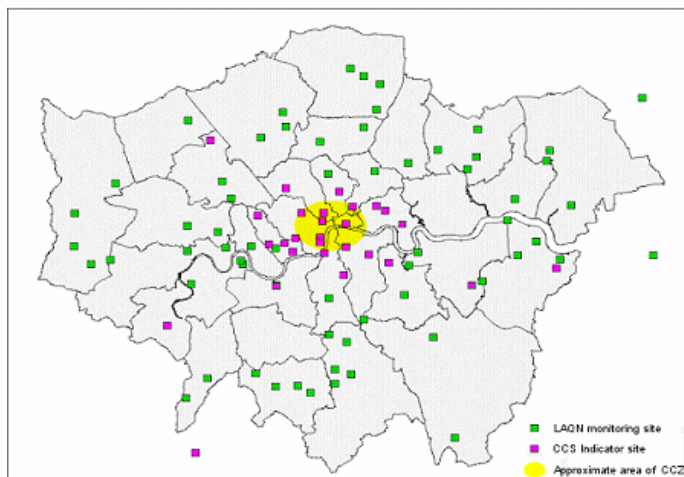 LAQN monitoring site
CCS Indicator site
Approximate area of CCZ